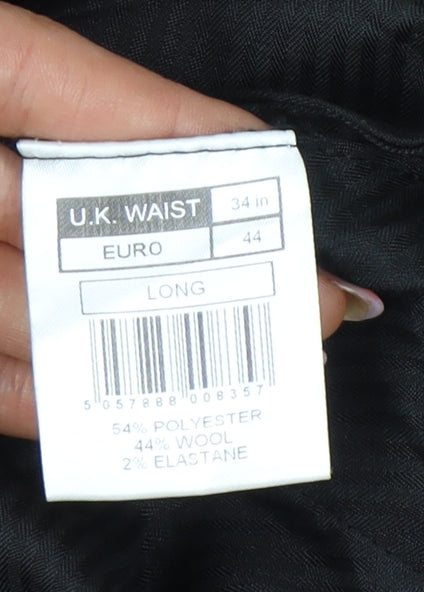 U.K. WAIST 34 in
EURO 44
LONG
5 057888 008357
54% POLYESTER
44% WOOL
2% ELASTANE